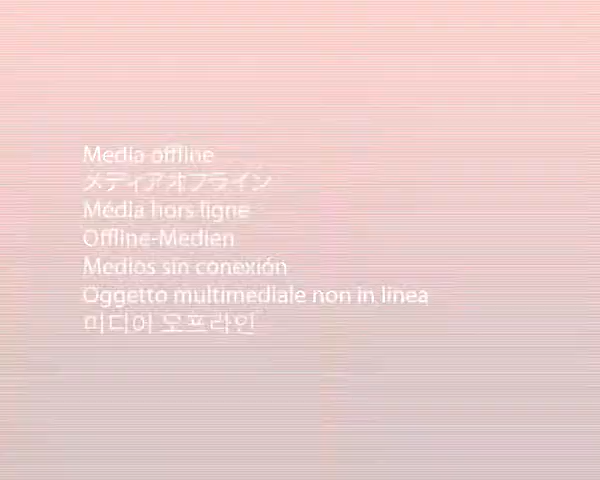 Media offline
メディアオフライン
Média hors ligne
Offline-Medien
Medios sin conexión
Oggetto multimediale non in linea
미디어 오프라인